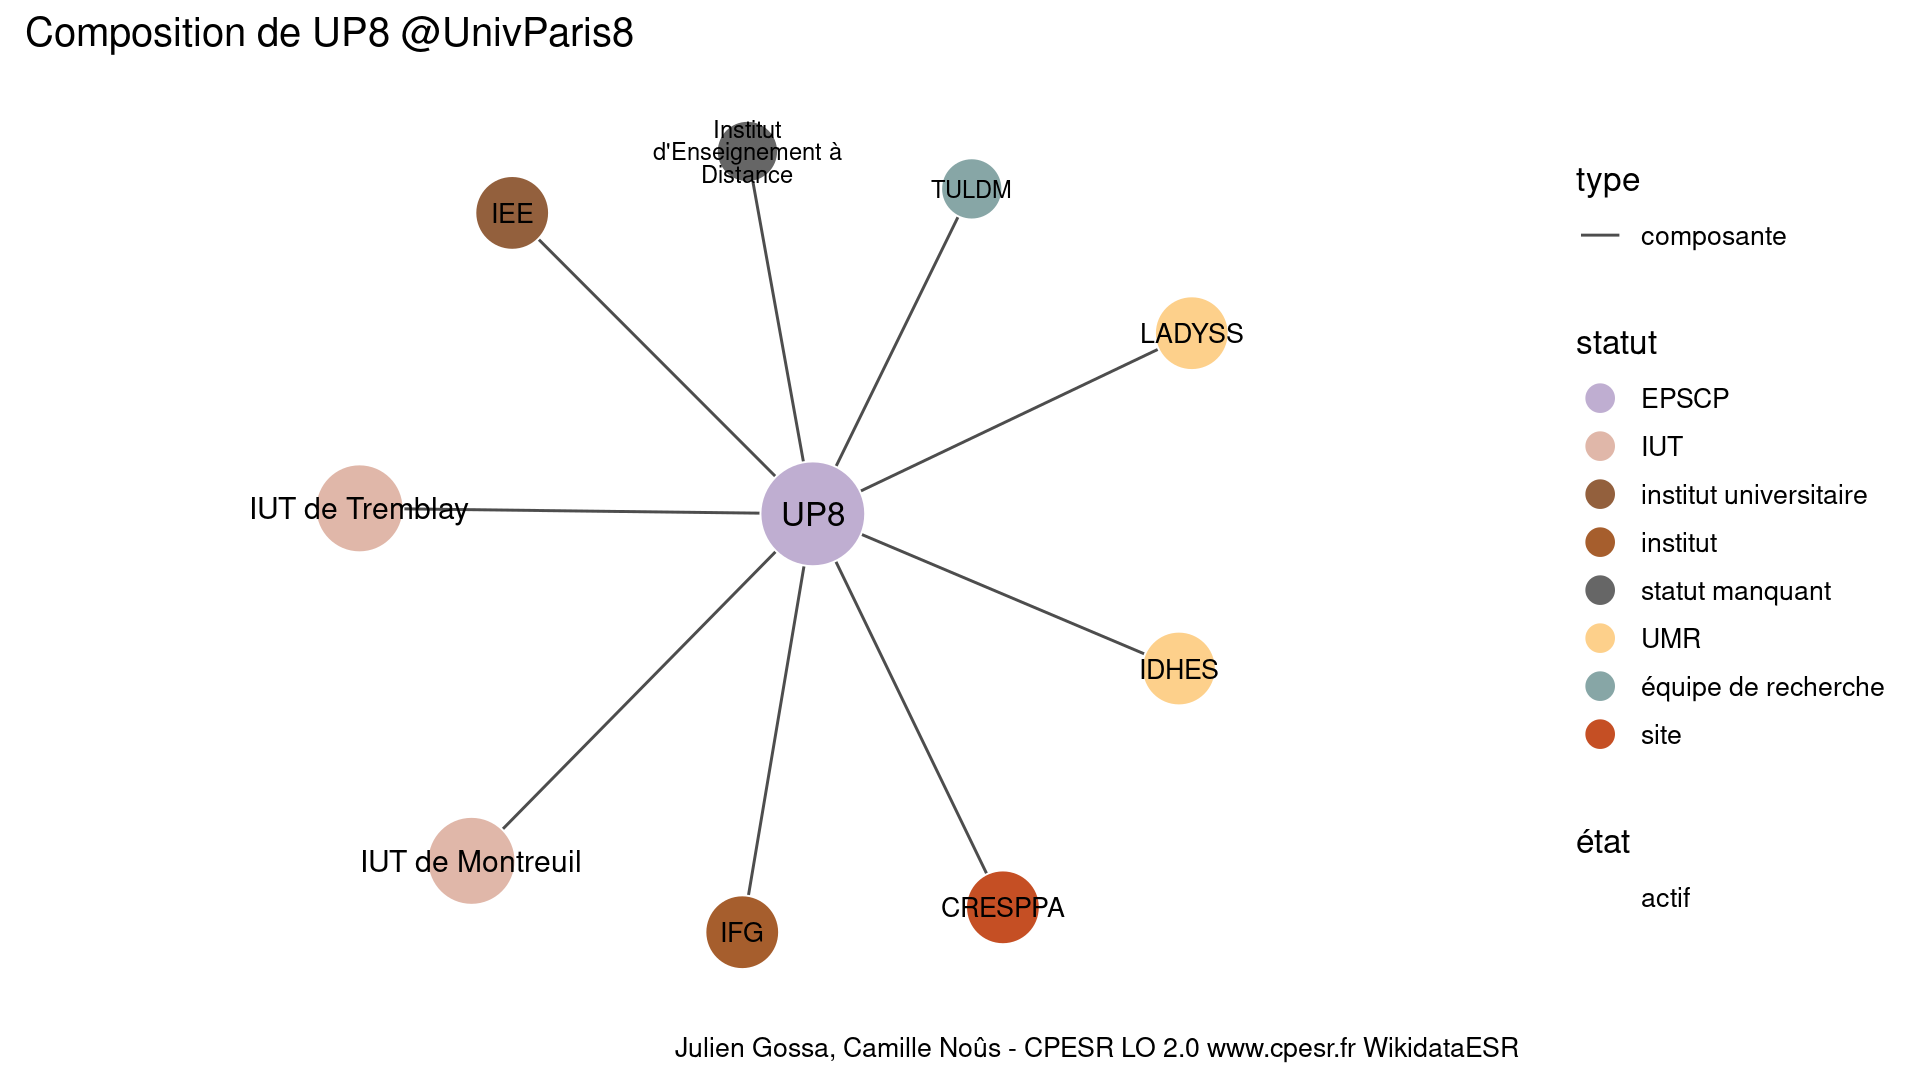 Composition de UP8 @UnivParis8
Institut
d'Enseignement à
Distance
TULDM
IEE
LADYSS
IUT de Tremblay
UP8
IDHES
IUT de Montreuil
IFG
CRESPPA
type
composante
statut
EPSCP
IUT
institut universitaire
institut
statut manquant
UMR
équipe de recherche
site
état
actif
Julien Gossa, Camille Noûs - CPESR LO 2.0 www.cpesr.fr WikidataESR